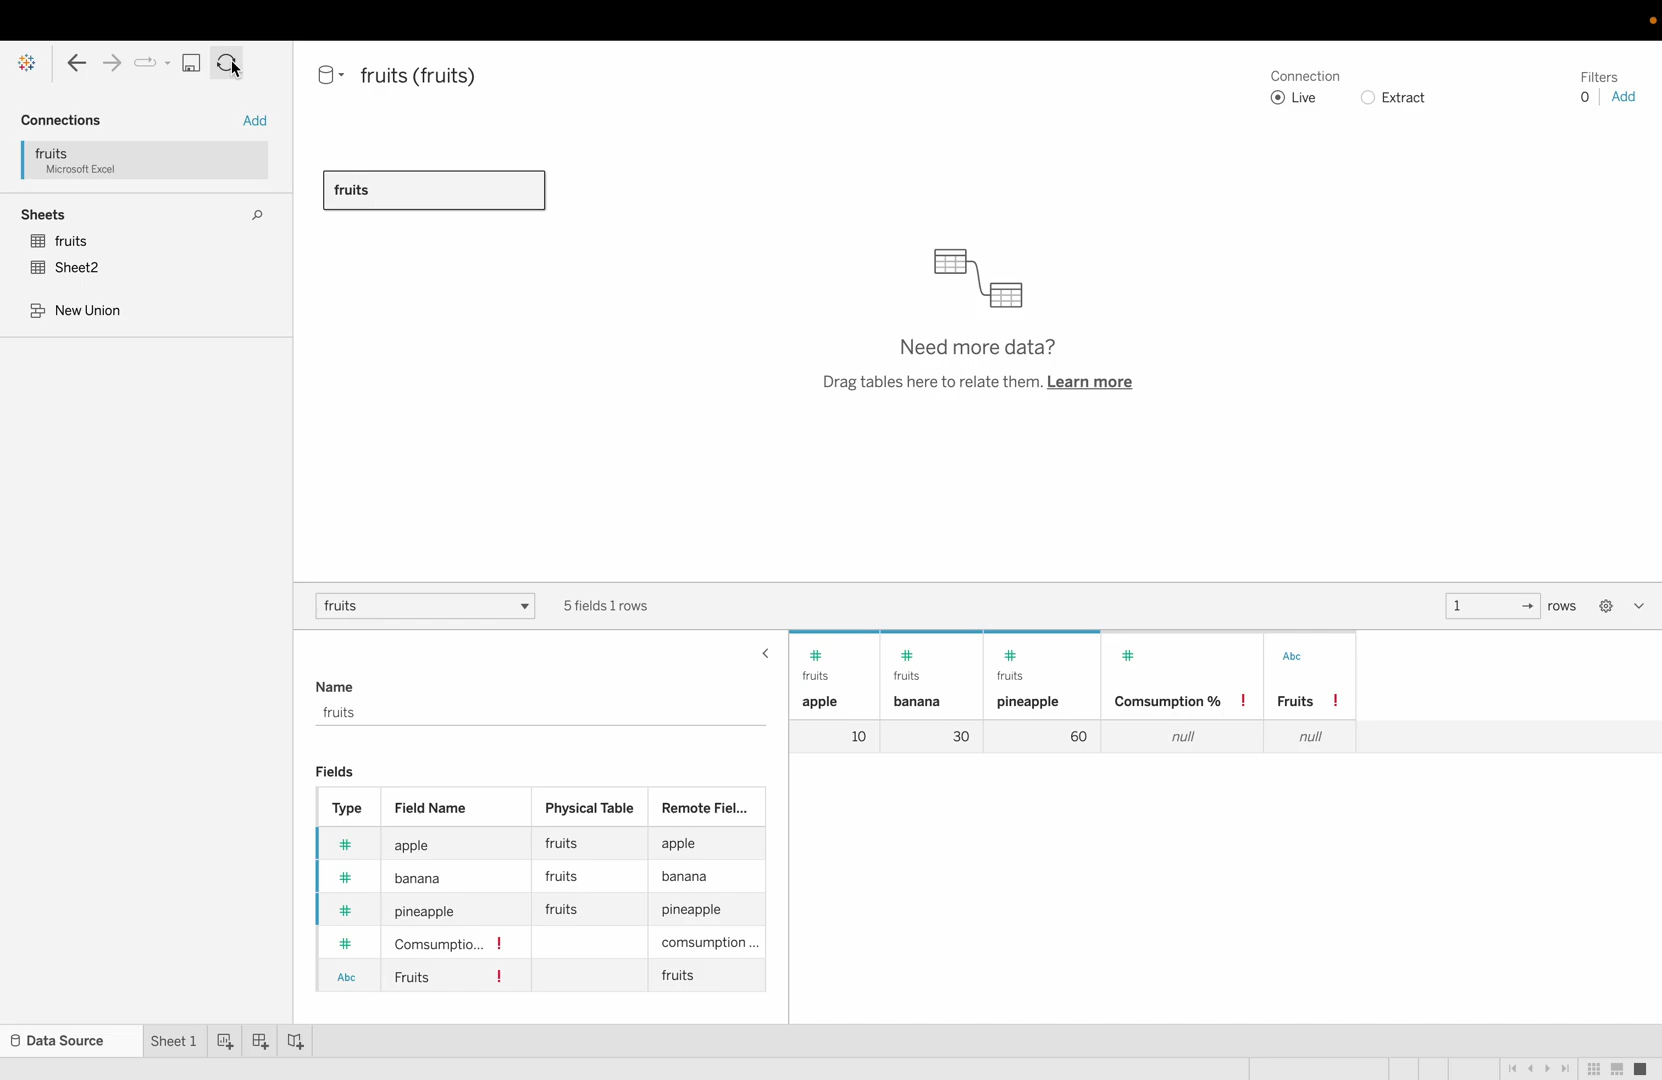 fruits (fruits)
Connection
Live
Extract
Filters
0
Add
Connections
Add
fruits
Microsoft Excel
Sheets
fruits
Sheet2
New Union
fruits
Need more data?
Drag tables here to relate them. Learn more
fruits
5 fields 1 rows
1
rows
Name
fruits
Fields
Type Field Name Physical Table Remote Fiel...
# apple fruits apple
# banana fruits banana
# pineapple fruits pineapple
# Comsumptio... ! comsumption ...
Abc Fruits ! fruits
# # # # Abc
fruits fruits fruits
apple banana pineapple Comsumption % ! Fruits !
10 30 60 null null
Data Source
Sheet 1